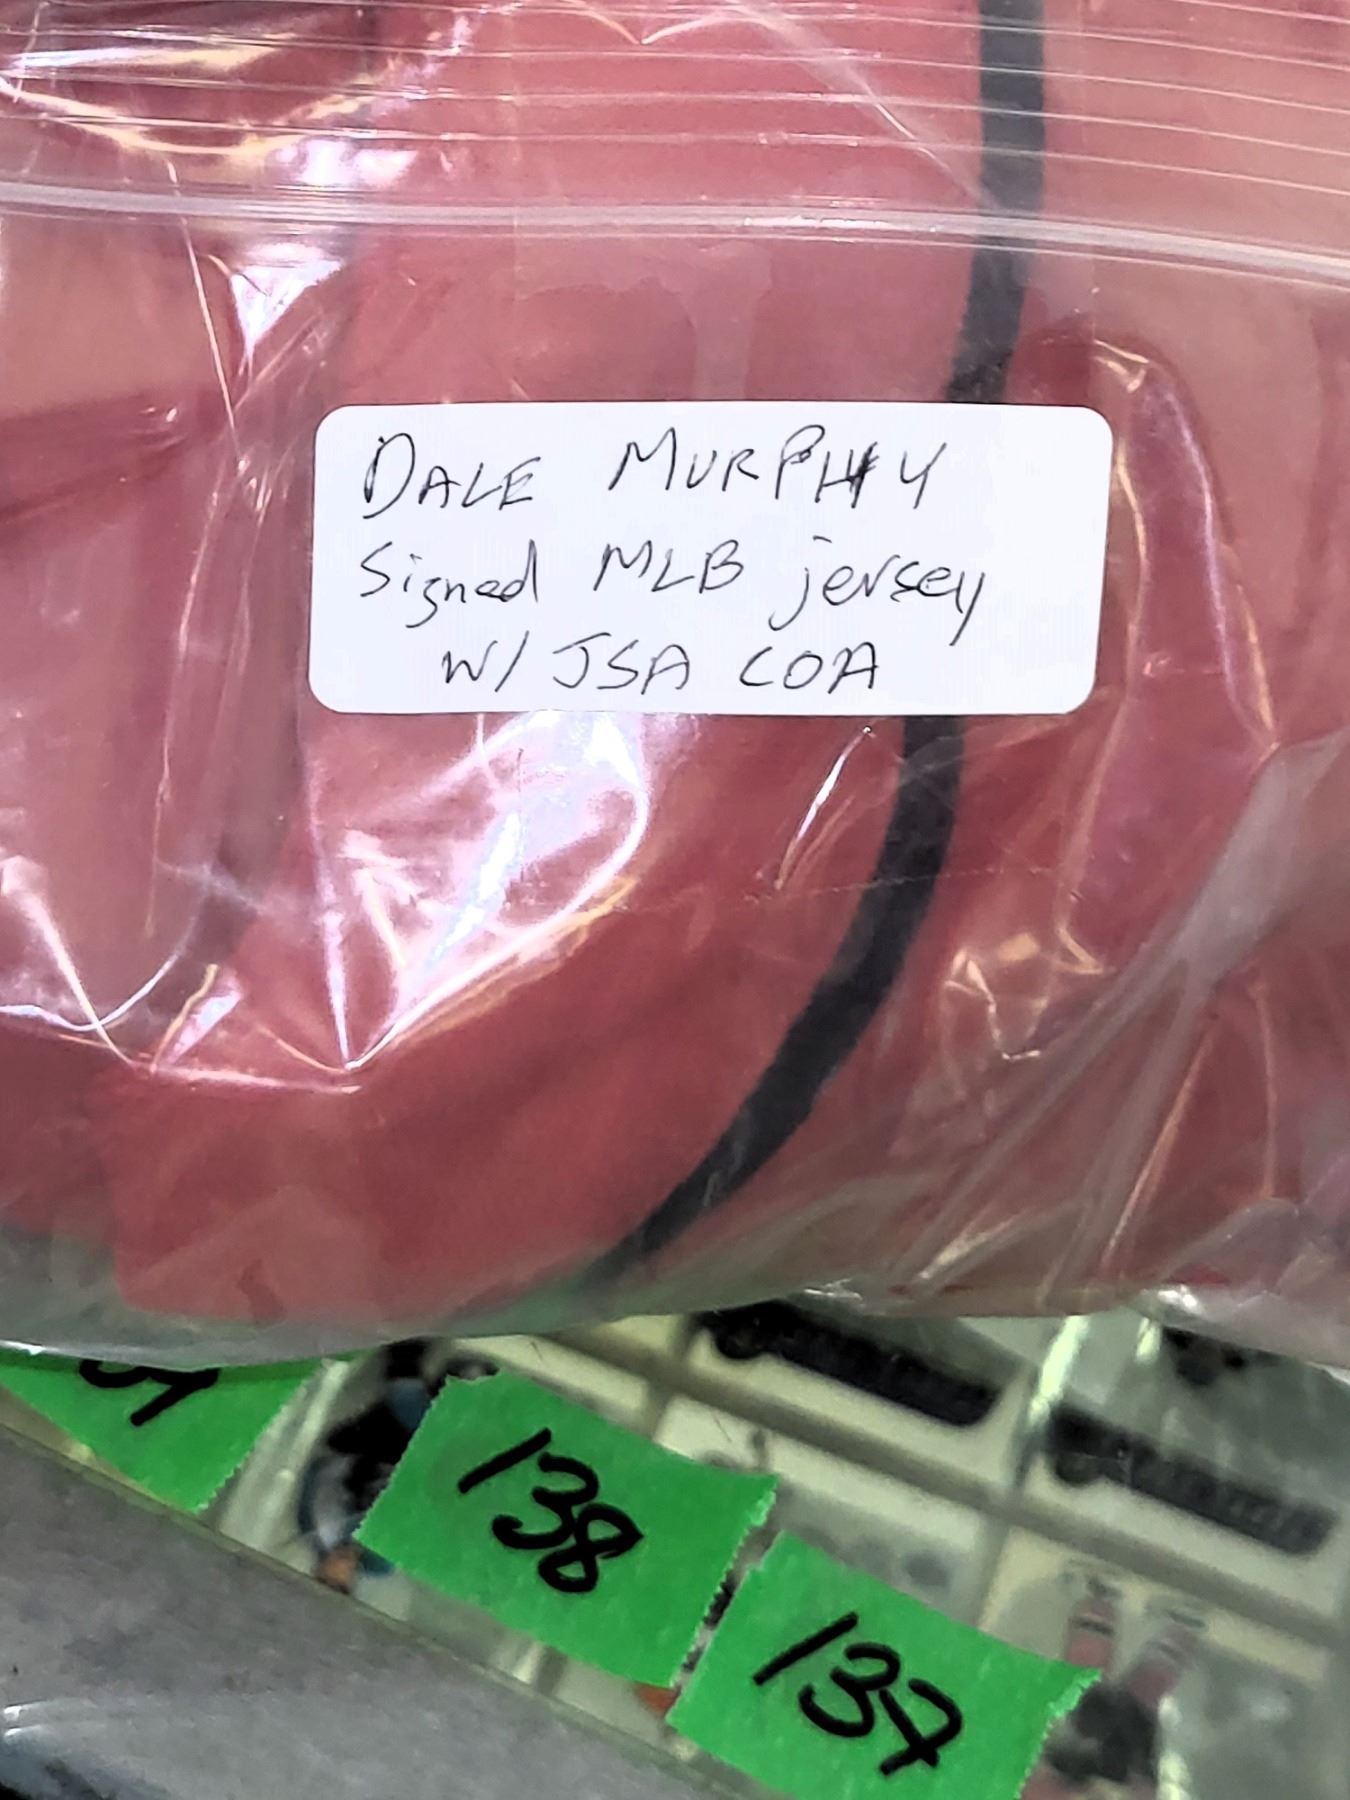 DALE MURPHY
Signed MLB jersey
W/ JSA COA
138
137